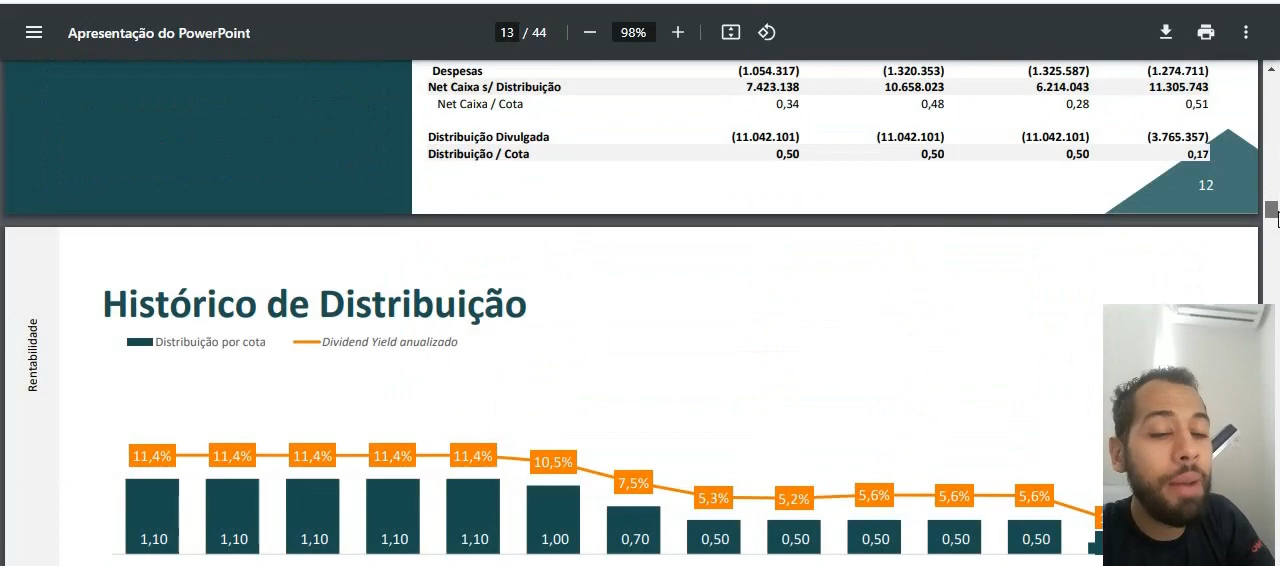 Apresentação do PowerPoint
13 / 44
98%
Despesas (1.054.317) (1.320.353) (1.325.587) (1.274.711)
Net Caixa s/ Distribuição 7.423.138 10.658.023 6.214.043 11.305.743
Net Caixa / Cota 0,34 0,48 0,28 0,51
Distribuição Divulgada (11.042.101) (11.042.101) (11.042.101) (3.765.357)
Distribuição / Cota 0,50 0,50 0,50 0,17
12
Rentabilidade
Histórico de Distribuição
Distribuição por cota Dividend Yield anualizado
11,4% 11,4% 11,4% 11,4% 11,4% 10,5% 7,5% 5,3% 5,2% 5,6% 5,6% 5,6%
1,10 1,10 1,10 1,10 1,10 1,00 0,70 0,50 0,50 0,50 0,50 0,50